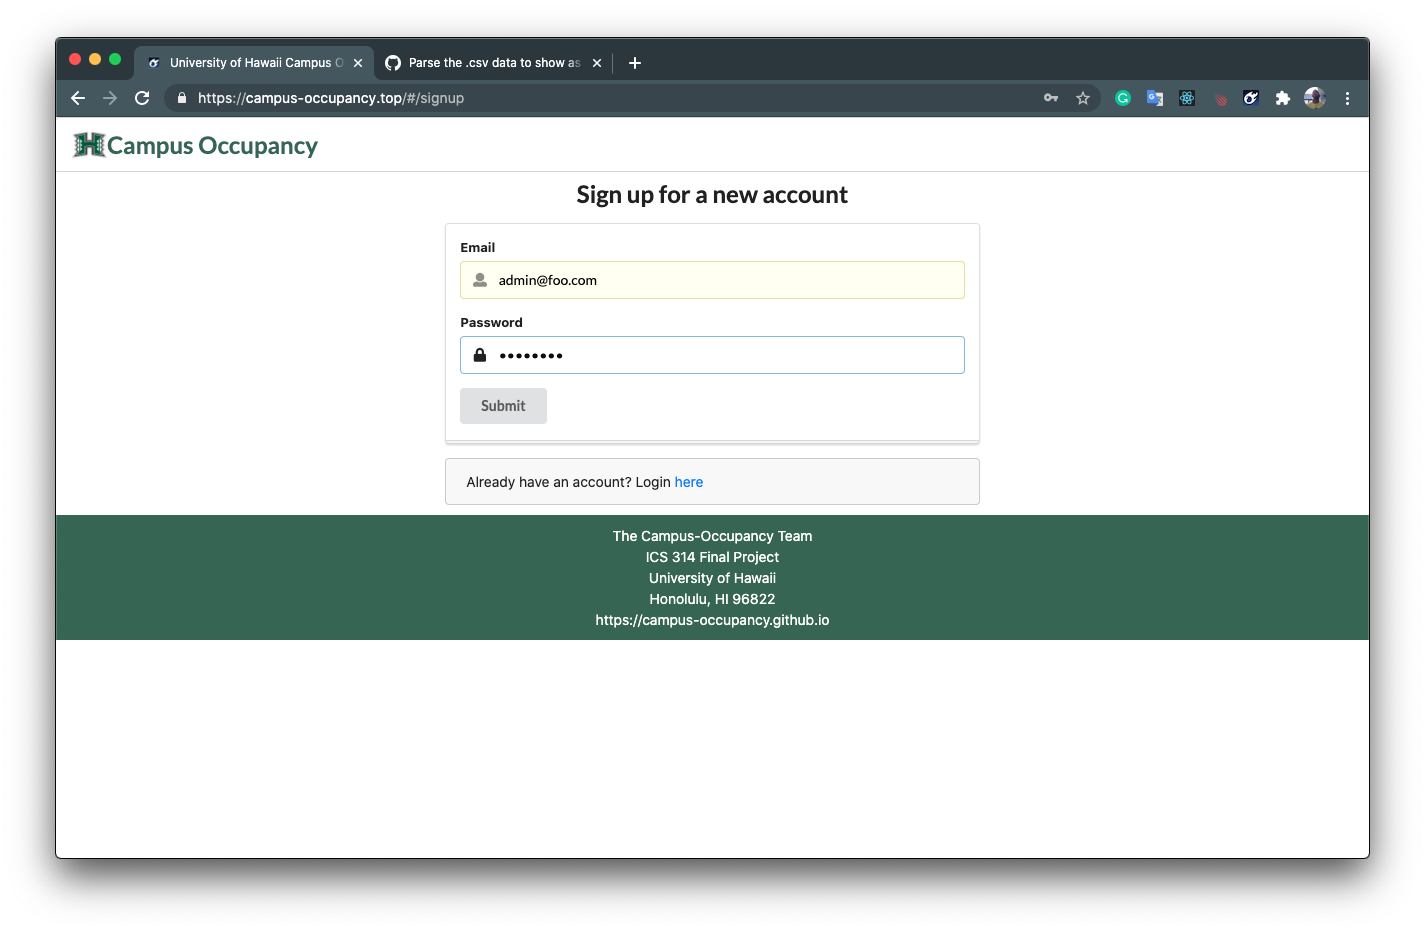 University of Hawaii Campus O
Parse the .csv data to show as
https://campus-occupancy.top/#/signup
H Campus Occupancy
Sign up for a new account
Email
admin@foo.com
Password
••••••••
Submit
Already have an account? Login here
The Campus-Occupancy Team
ICS 314 Final Project
University of Hawaii
Honolulu, HI 96822
https://campus-occupancy.github.io